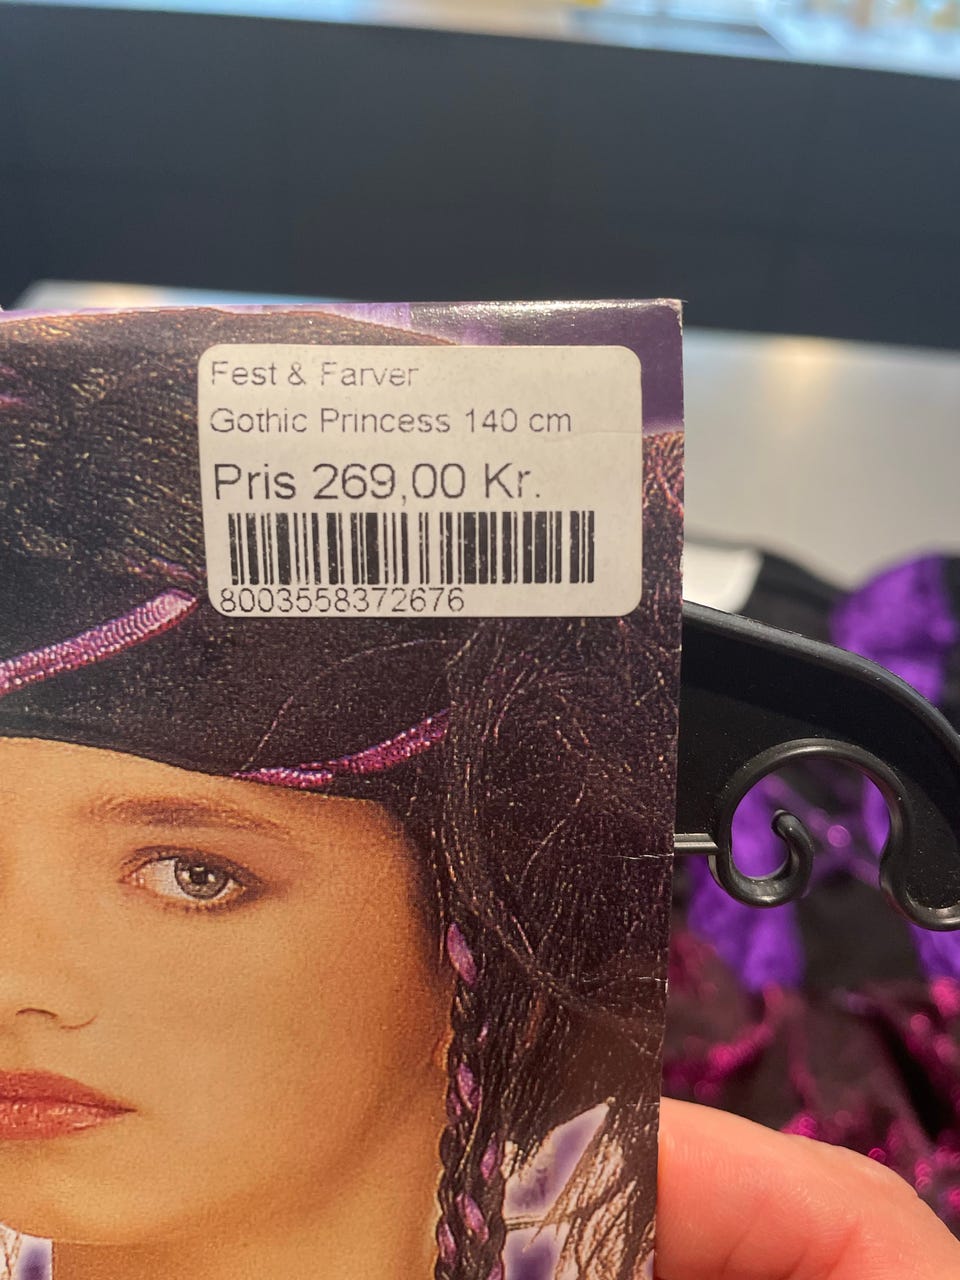 Fest & Farver
Gothic Princess 140 cm
Pris 269,00 Kr.
8003558372676